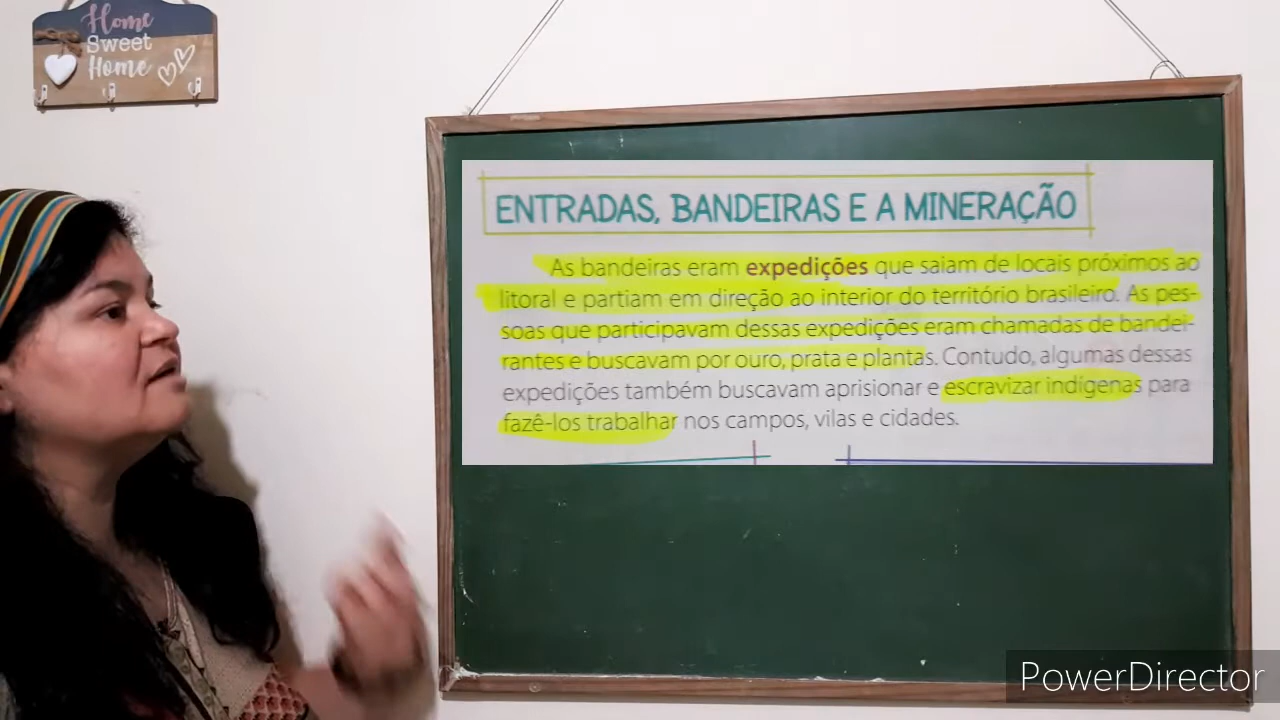 Home
Sweet
Home
ENTRADAS, BANDEIRAS E A MINERAÇÃO
As bandeiras eram expedições que saiam de locais próximos ao
litoral e partiam em direção ao interior do território brasileiro. As pes-
soas que participavam dessas expedições eram chamadas de bandei-
rantes e buscavam por ouro, prata e plantas. Contudo, algumas dessas
expedições também buscavam aprisionar e escravizar indígenas para
fazê-los trabalhar nos campos, vilas e cidades.
PowerDirector